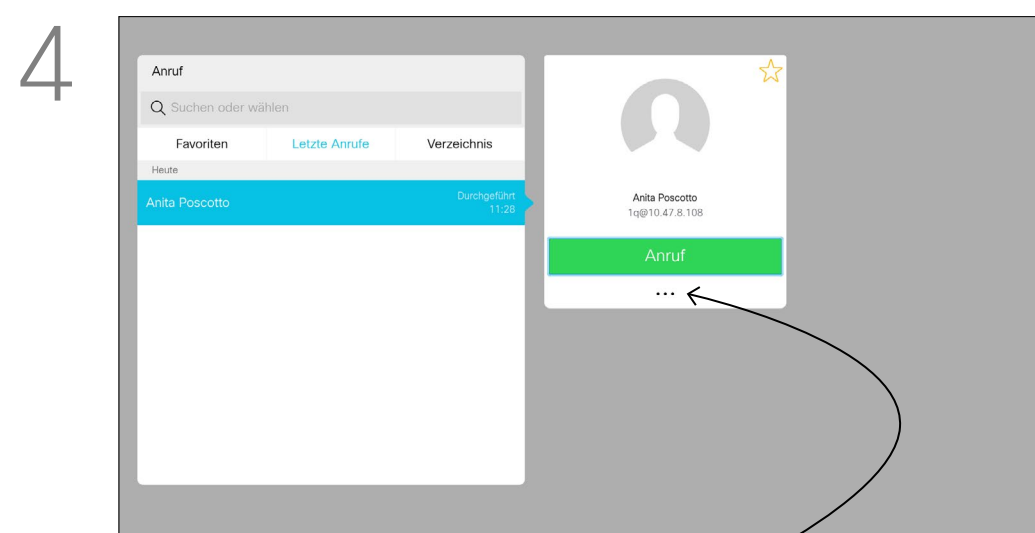 4
Anruf
Suchen oder wählen
Favoriten Letzte Anrufe Verzeichnis
Heute
Anita Poscotto
Durchgeführt
11:28
Anita Poscotto
1q@10.47.8.108
Anruf
...